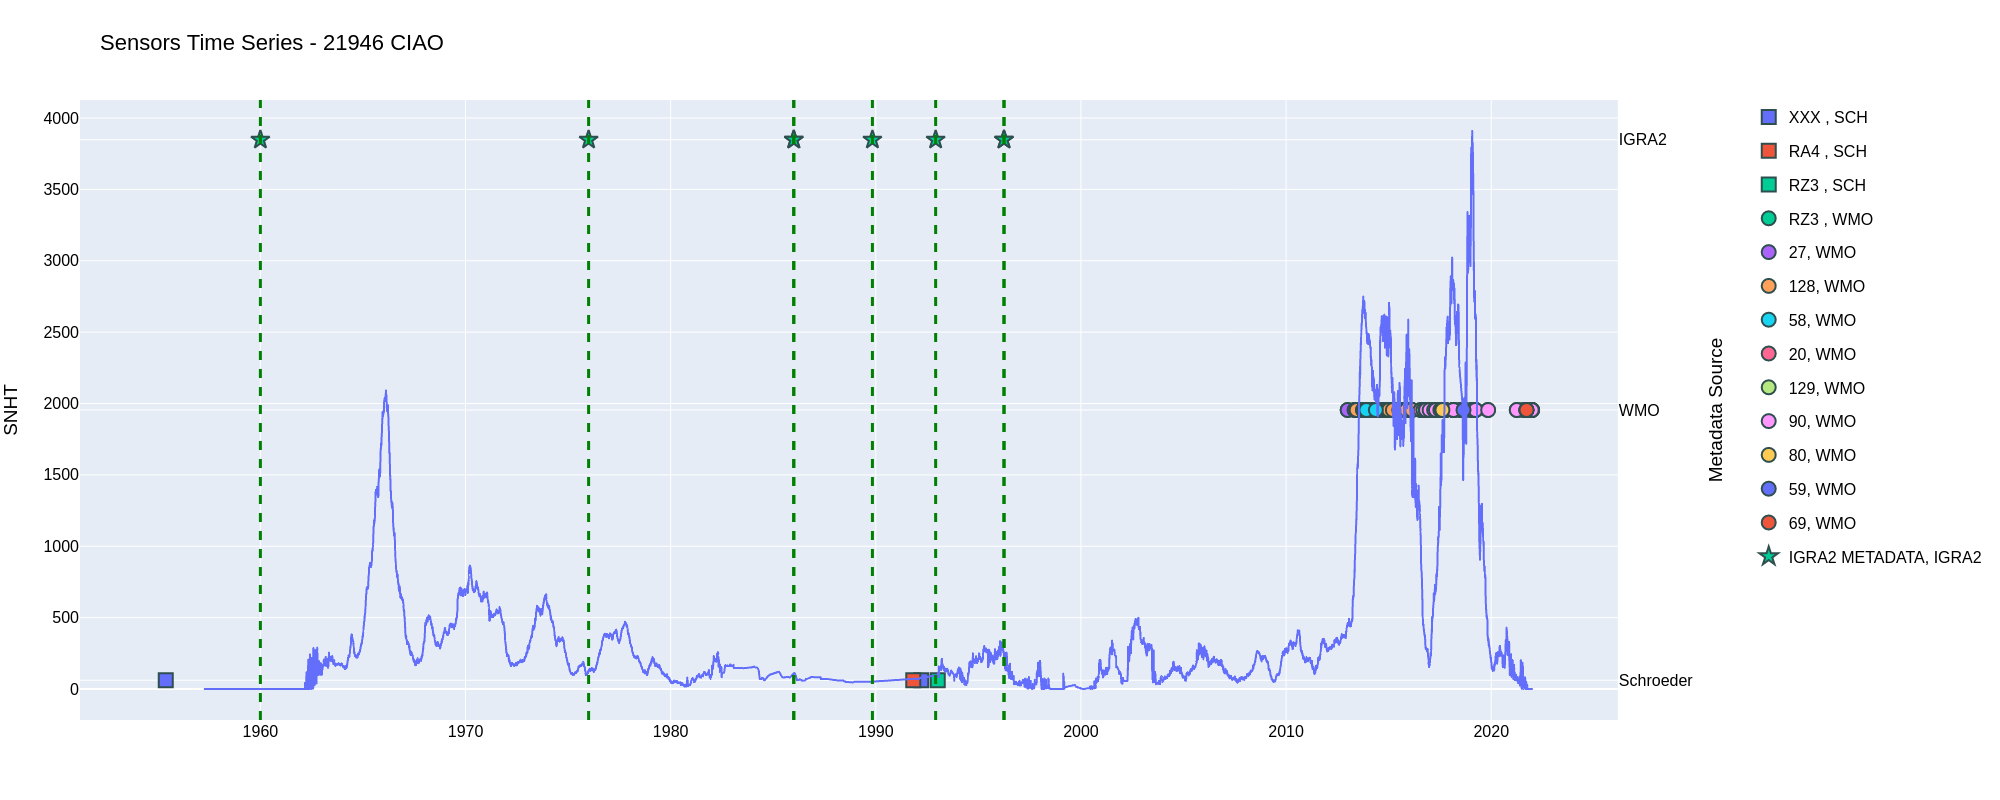 Sensors Time Series - 21946 CIAO
4000
3500
3000
2500
2000
1500
1000
500
0
SNHT
1960
1970
1980
1990
2000
2010
2020
IGRA2
WMO
Schroeder
Metadata Source
XXX , SCH
RA4 , SCH
RZ3 , SCH
RZ3 , WMO
27, WMO
128, WMO
58, WMO
20, WMO
129, WMO
90, WMO
80, WMO
59, WMO
69, WMO
IGRA2 METADATA, IGRA2